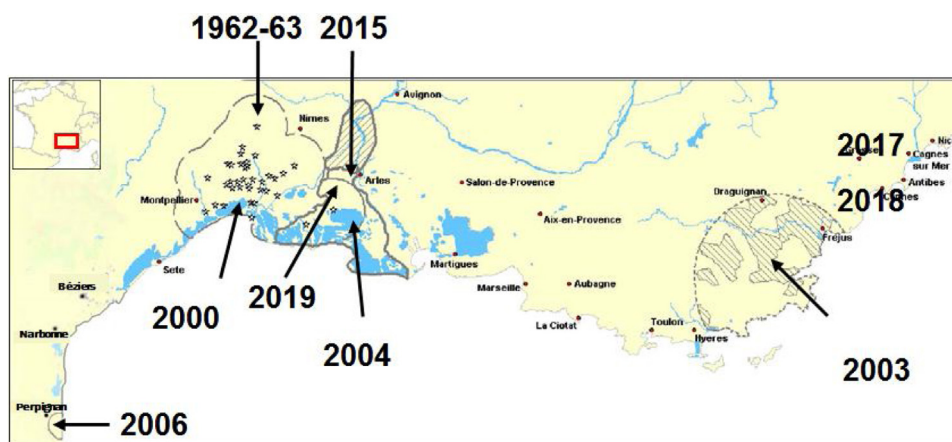 1962-63
2015
Avignon
Nimes
2017
Nic
Cagnes
sur Mer
Arles
Salon-de-Provence
Antibes
Montpellier
Draguignan
2018
Aix-en-Provence
Fréjus
Sete
Martigues
Béziers
2019
Marseille
Aubagne
2000
La Ciotat
Toulon
Narbonne
Hyeres
2004
2003
Perpignan
2006